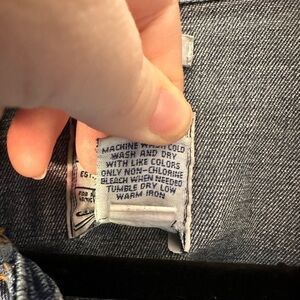 MACHINE WASH COLD
WASH AND DRY
WITH LIKE COLORS
ONLY NON-CHLORINE
BLEACH WHEN NEEDED
TUMBLE DRY LOW
WARM IRON